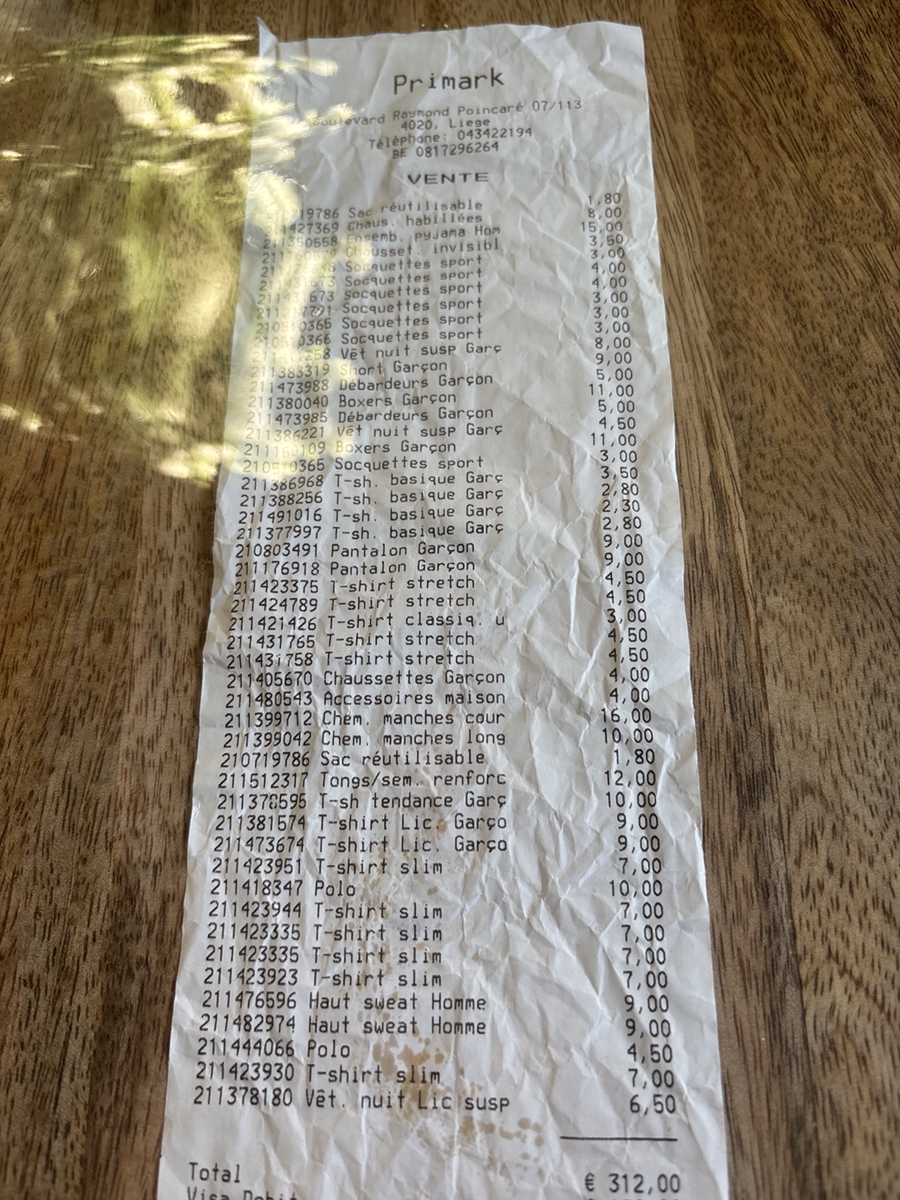 Primark
Boulevard Raymond Poincaré 07/113
4020, Liege
Téléphone: 043422194
BE 0817296264
VENTE
Sac réutilisable 1,80
211427369 Chaus. habillées 8,00
211350558 Ensemb. pyjama Hom 15,00
Chausset. invisibl 3,50
Socquettes sport 3,00
Socquettes sport 4,00
Socquettes sport 4,00
Socquettes sport 3,00
210510365 Socquettes sport 3,00
210510366 Socquettes sport 3,00
Vêt nuit susp Garç 8,00
211383319 Short Garçon 9,00
211473988 Débardeurs Garçon 5,00
211380040 Boxers Garçon 11,00
211473985 Débardeurs Garçon 5,00
211386221 Vêt nuit susp Garç 4,50
Boxers Garçon 11,00
210510365 Socquettes sport 3,00
211386968 T-sh. basique Garç 3,50
211388256 T-sh. basique Garç 2,80
211491016 T-sh. basique Garç 2,30
211377997 T-sh. basique Garç 2,80
210803491 Pantalon Garçon 9,00
211176918 Pantalon Garçon 9,00
211423375 T-shirt stretch 4,50
211424789 T-shirt stretch 4,50
211421426 T-shirt classiq. u 3,00
211431765 T-shirt stretch 4,50
211431758 T-shirt stretch 4,50
211405670 Chaussettes Garçon 4,00
211480543 Accessoires maison 4,00
211399712 Chem. manches cour 16,00
211399042 Chem. manches long 10,00
210719786 Sac réutilisable 1,80
211512317 Tongs/sem. renforc 12,00
211378595 T-sh tendance Garç 10,00
211381574 T-shirt Lic. Garço 9,00
211473674 T-shirt Lic. Garço 9,00
211423951 T-shirt slim 7,00
211418347 Polo 10,00
211423944 T-shirt slim 7,00
211423335 T-shirt slim 7,00
211423335 T-shirt slim 7,00
211423923 T-shirt slim 7,00
211476596 Haut sweat Homme 9,00
211482974 Haut sweat Homme 9,00
211444066 Polo 4,50
211423930 T-shirt slim 7,00
211378180 Vêt. nuit Lic susp 6,50
Total € 312,00
Visa Debit